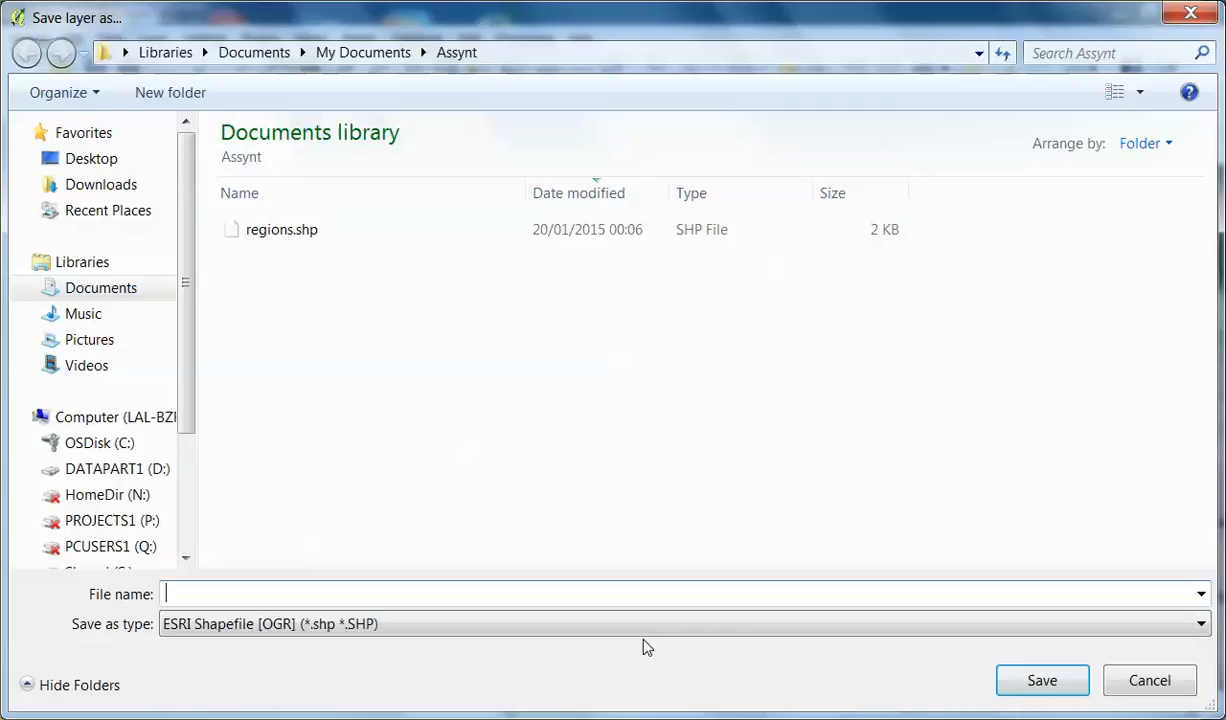 Save layer as...
Libraries Documents My Documents Assynt
Search Assynt
Organize New folder
Favorites
Desktop
Downloads
Recent Places
Libraries
Documents
Music
Pictures
Videos
Computer (LAL-BZI
OSDisk (C:)
DATAPART1 (D:)
HomeDir (N:)
PROJECTS1 (P:)
PCUSERS1 (Q:)
Documents library
Assynt
Arrange by: Folder
Name Date modified Type Size
regions.shp 20/01/2015 00:06 SHP File 2 KB
File name:
Save as type: ESRI Shapefile [OGR] (*.shp *.SHP)
Hide Folders
Save Cancel